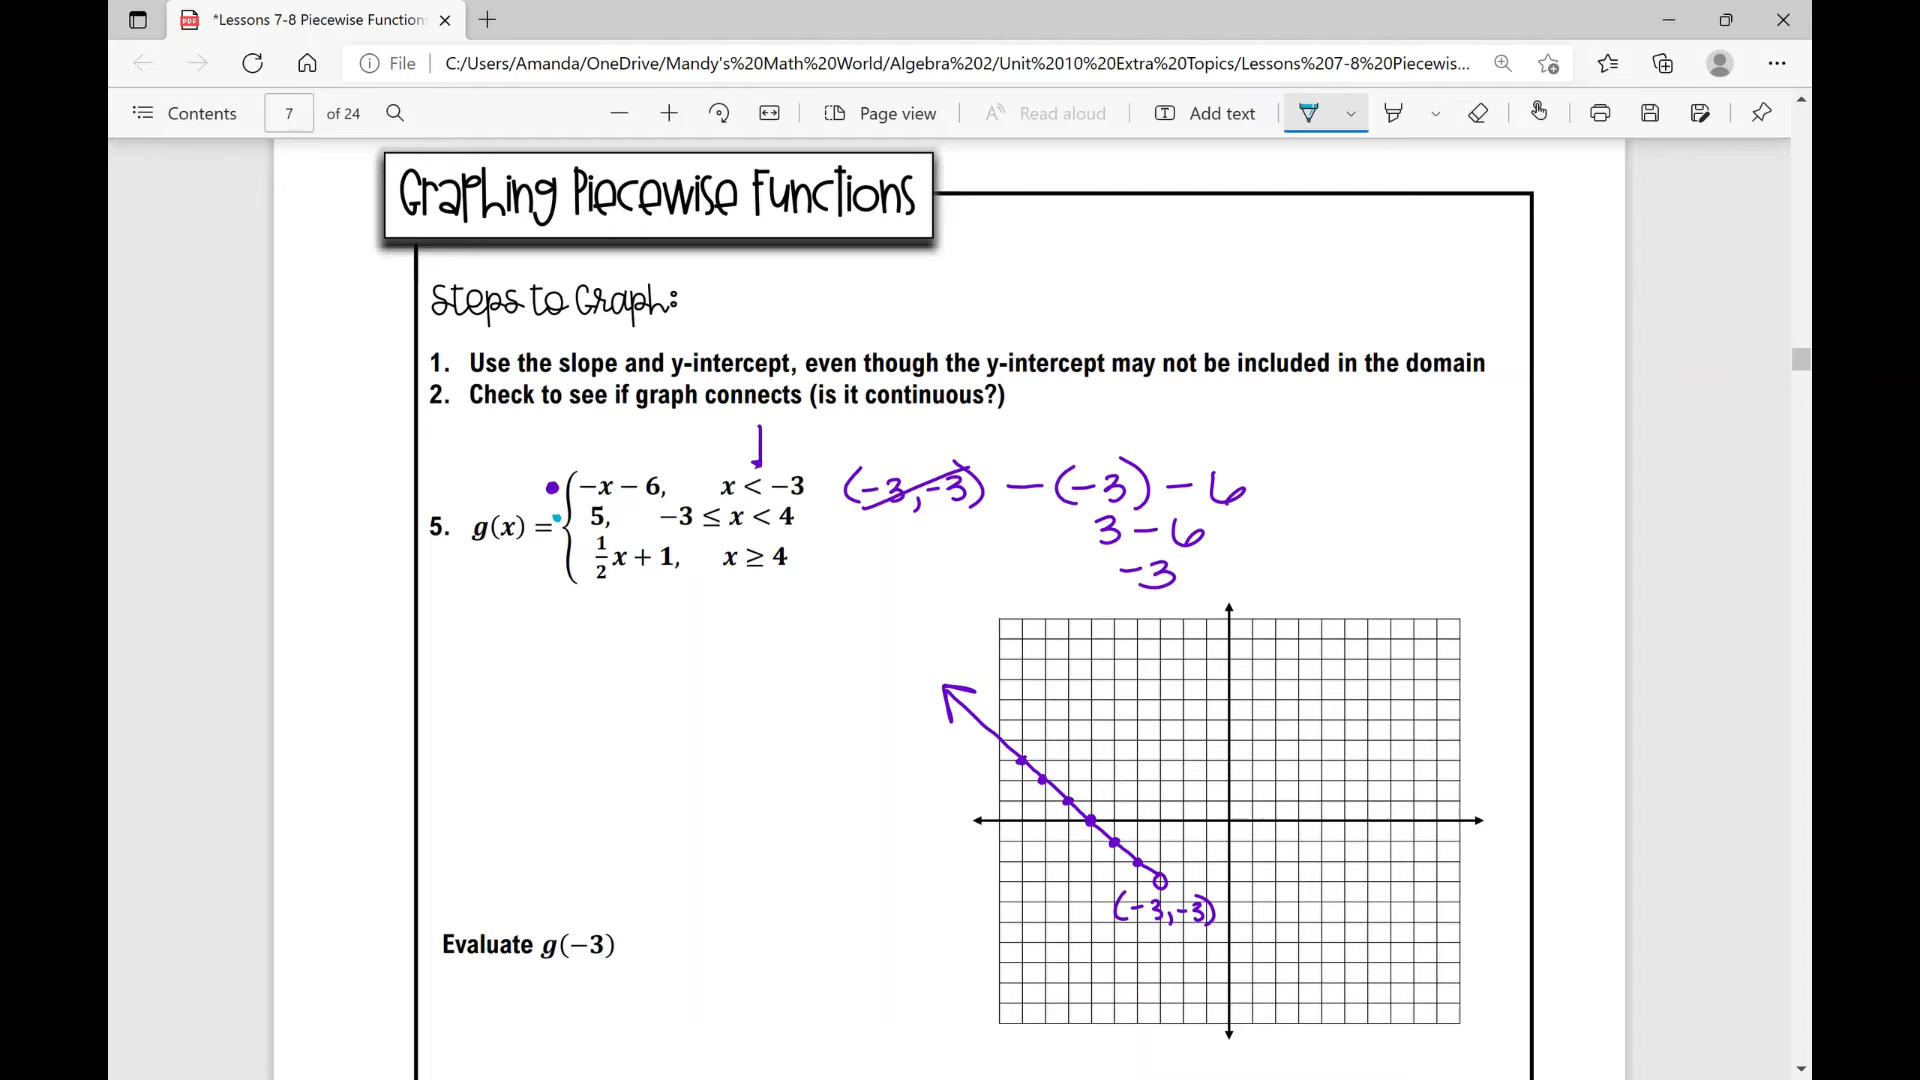 *Lessons 7-8 Piecewise Function
File C:/Users/Amanda/OneDrive/Mandy's%20Math%20World/Algebra%202/Unit%2010%20Extra%20Topics/Lessons%207-8%20Piecewis...
Contents 7 of 24 Page view Read aloud Add text
Graphing Piecewise Functions
Steps to Graph:
1. Use the slope and y-intercept, even though the y-intercept may not be included in the domain
2. Check to see if graph connects (is it continuous?)
−x − 6, x < −3 (-3,-3) -(-3)-6
5. g(x) = { 5, −3 ≤ x < 4 3-6
1/2x + 1, x ≥ 4 -3
(-3,-3)
Evaluate g(−3)